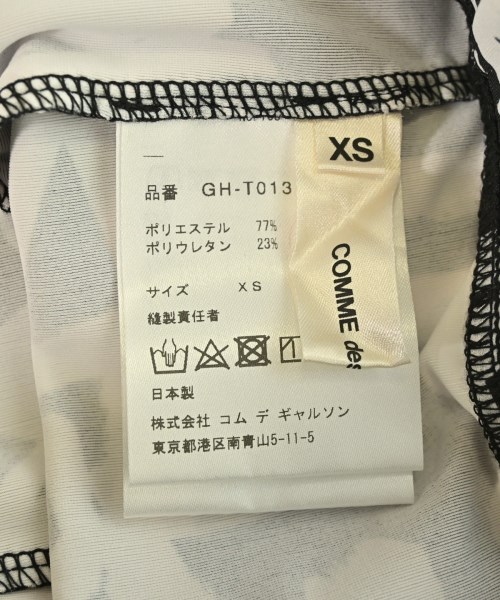 XS
COMME des
品番 GH-T013
ポリエステル 77%
ポリウレタン 23%
サイズ XS
縫製責任者
日本製
株式会社 コム デ ギャルソン
東京都港区南青山5-11-5